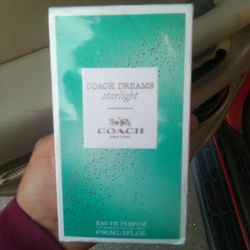 COACH DREAMS
starlight
COACH
NEW YORK
EAU DE PARFUM
90ML 3FL.OZ